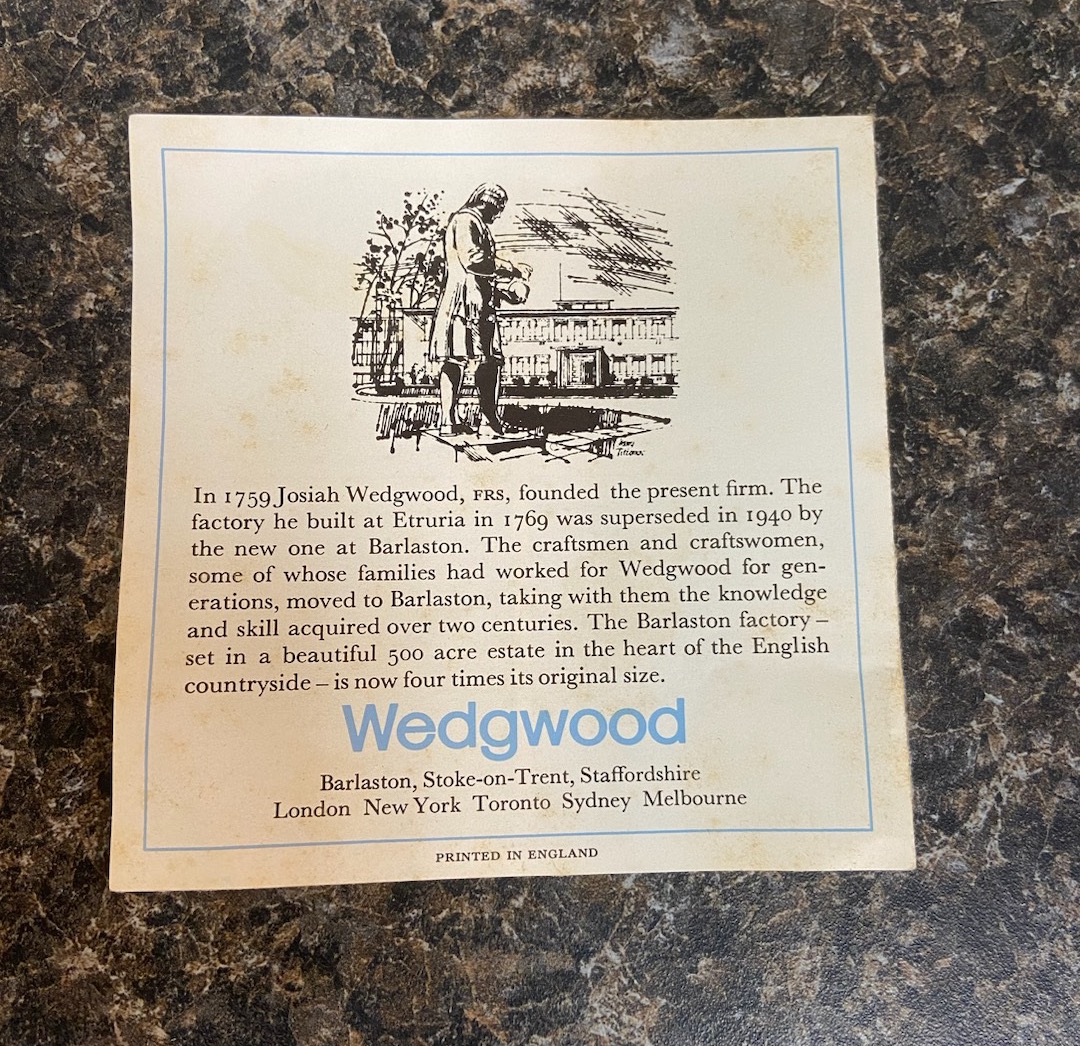 In 1759 Josiah Wedgwood, FRS, founded the present firm. The
factory he built at Etruria in 1769 was superseded in 1940 by
the new one at Barlaston. The craftsmen and craftswomen,
some of whose families had worked for Wedgwood for gen-
erations, moved to Barlaston, taking with them the knowledge
and skill acquired over two centuries. The Barlaston factory –
set in a beautiful 500 acre estate in the heart of the English
countryside – is now four times its original size.
Wedgwood
Barlaston, Stoke-on-Trent, Staffordshire
London New York Toronto Sydney Melbourne
PRINTED IN ENGLAND